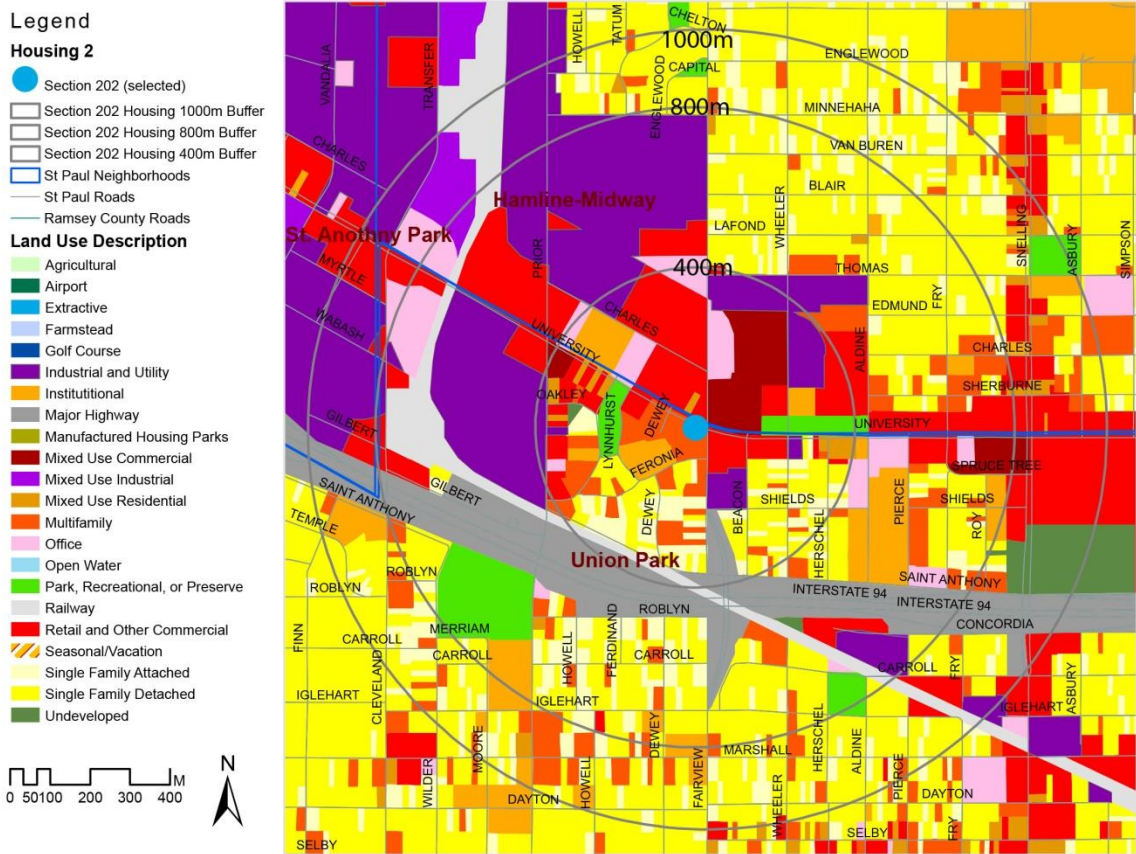 Legend
Housing 2
Section 202 (selected)
Section 202 Housing 1000m Buffer
Section 202 Housing 800m Buffer
Section 202 Housing 400m Buffer
St Paul Neighborhoods
St Paul Roads
Ramsey County Roads
Land Use Description
Agricultural
Airport
Extractive
Farmstead
Golf Course
Industrial and Utility
Institutitional
Major Highway
Manufactured Housing Parks
Mixed Use Commercial
Mixed Use Industrial
Mixed Use Residential
Multifamily
Office
Open Water
Park, Recreational, or Preserve
Railway
Retail and Other Commercial
Seasonal/Vacation
Single Family Attached
Single Family Detached
Undeveloped
0 50100 200 300 400 M
N
HOWELL
TATUM
CHELTON
1000m
ENGLEWOOD
VANDALIA
TRANSFER
CAPITAL
ENGLEWOOD
800m
MINNEHAHA
CHARLES
VAN BUREN
BLAIR
Hamline-Midway
WHEELER
SNELLING
LAFOND
ASBURY
SIMPSON
St. Anothny Park
PRIOR
400m
THOMAS
MYRTLE
EDMUND
FRY
WABASH
CHARLES
UNIVERSITY
ALDINE
CHARLES
SHERBURNE
OAKLEY
DEWEY
UNIVERSITY
LYNNHURST
GILBERT
FERONIA
SPRUCE TREE
SAINT ANTHONY
GILBERT
SHIELDS
SHIELDS
DEWEY
BEACON
PIERCE
ROY
TEMPLE
HERSCHEL
Union Park
ROBLYN
SAINT ANTHONY
ROBLYN
INTERSTATE 94
INTERSTATE 94
ROBLYN
CONCORDIA
MERRIAM
FINN
CARROLL
CARROLL
HOWELL
FERDINAND
CARROLL
CARROLL
FRY
CLEVELAND
IGLEHART
IGLEHART
IGLEHART
ASBURY
MOORE
DEWEY
MARSHALL
HERSCHEL
ALDINE
WILDER
HOWELL
FAIRVIEW
PIERCE
DAYTON
DAYTON
WHEELER
FRY
SELBY
SELBY